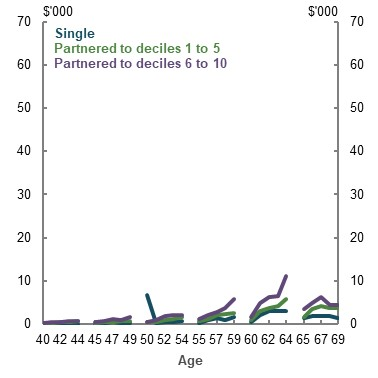 $'000 $'000
70 70
Single
Partnered to deciles 1 to 5
Partnered to deciles 6 to 10
60 60
50 50
40 40
30 30
20 20
10 10
0 0
40 42 44 45 47 49 50 52 54 55 57 59 60 62 64 65 67 69
Age